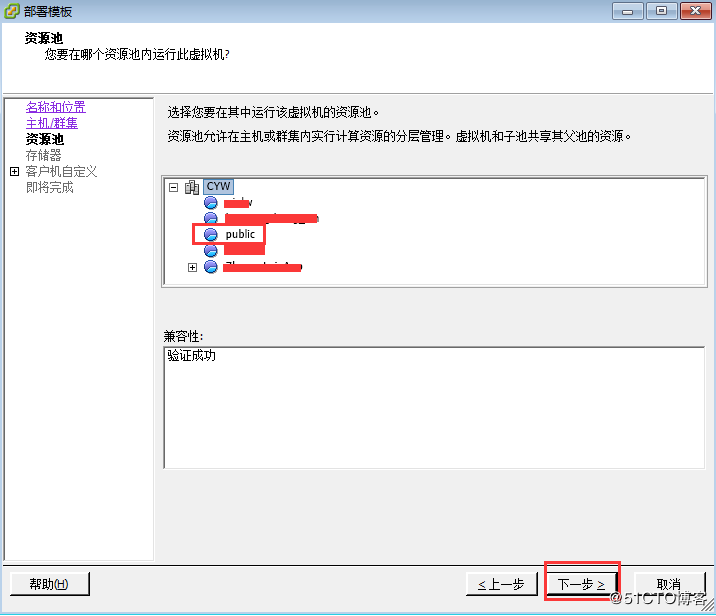 部署模板
资源池
您要在哪个资源池内运行此虚拟机?
名称和位置
主机/群集
资源池
存储器
客户机自定义
即将完成
选择您要在其中运行该虚拟机的资源池。
资源池允许在主机或群集内实行计算资源的分层管理。虚拟机和子池共享其父池的资源。
CYW
public
兼容性:
验证成功
帮助(H)
< 上一步
下一步 >
取消
@51CTO博客